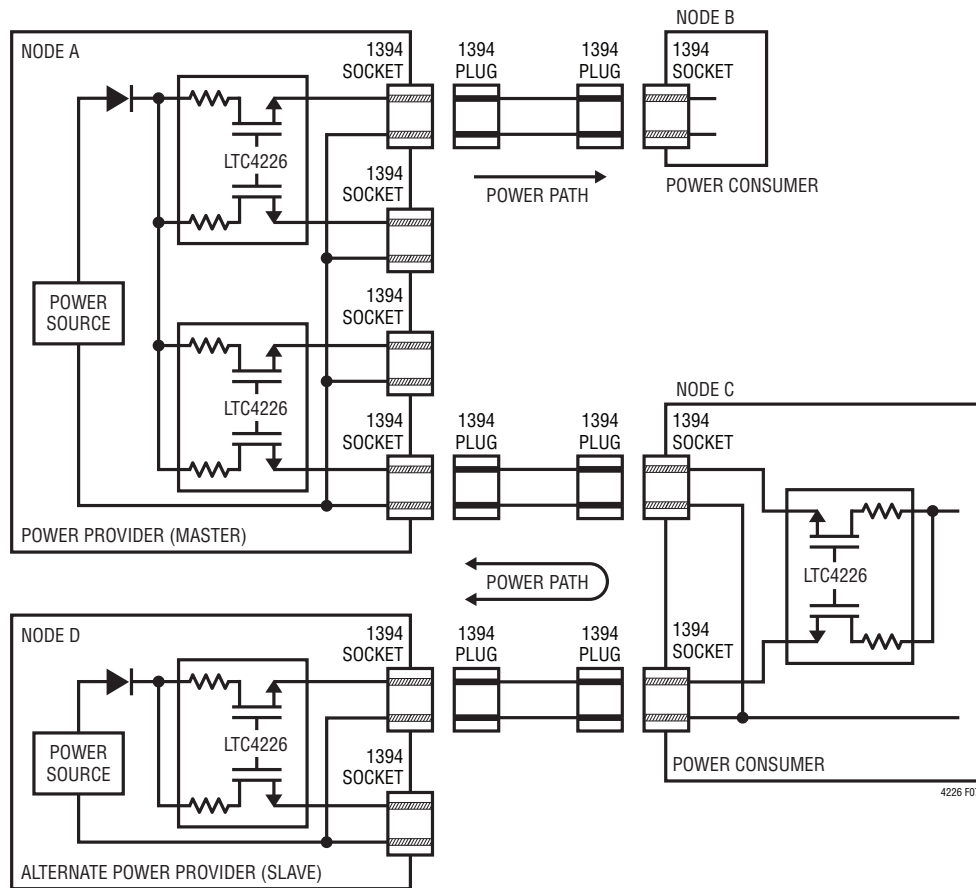 NODE A
1394
SOCKET
LTC4226
1394
SOCKET
POWER
SOURCE
1394
SOCKET
LTC4226
1394
SOCKET
POWER PROVIDER (MASTER)
1394
PLUG
1394
PLUG
POWER PATH
NODE B
1394
SOCKET
POWER CONSUMER
1394
PLUG
1394
PLUG
POWER PATH
NODE C
1394
SOCKET
LTC4226
1394
SOCKET
POWER CONSUMER
NODE D
1394
SOCKET
LTC4226
POWER
SOURCE
1394
SOCKET
ALTERNATE POWER PROVIDER (SLAVE)
1394
PLUG
1394
PLUG
4226 F07